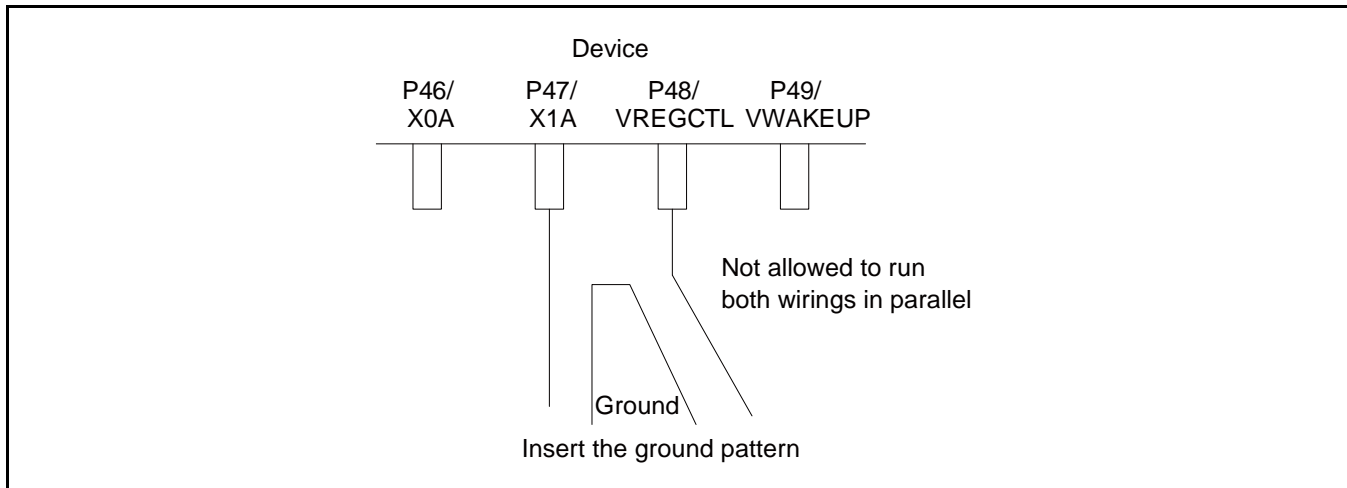 Device
P46/ P47/ P48/ P49/
X0A X1A VREGCTL VWAKEUP
Not allowed to run
both wirings in parallel
Ground
Insert the ground pattern